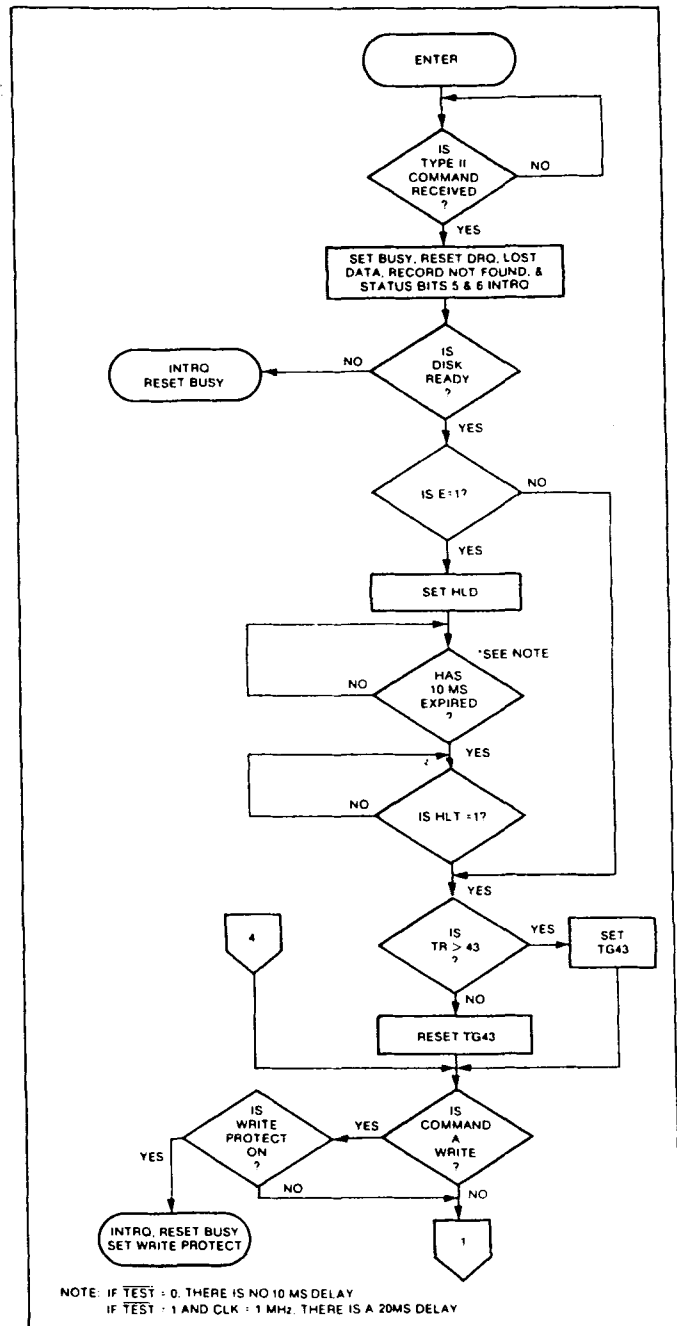 ENTER
IS
TYPE II
COMMAND
RECEIVED
?
NO
YES
SET BUSY, RESET DRQ, LOST
DATA, RECORD NOT FOUND, &
STATUS BITS 5 & 6 INTRQ
IS
DISK
READY
?
NO
INTRQ
RESET BUSY
YES
IS E=1?
NO
YES
SET HLD
*SEE NOTE
HAS
10 MS
EXPIRED
?
NO
YES
IS HLT =1?
NO
YES
4
IS
TR > 43
?
YES
SET
TG43
NO
RESET TG43
IS
COMMAND
A
WRITE
?
YES
IS
WRITE
PROTECT
ON
?
YES
NO
NO
INTRQ, RESET BUSY
SET WRITE PROTECT
1
NOTE: IF TEST = 0, THERE IS NO 10 MS DELAY
IF TEST = 1 AND CLK = 1 MHz, THERE IS A 20MS DELAY